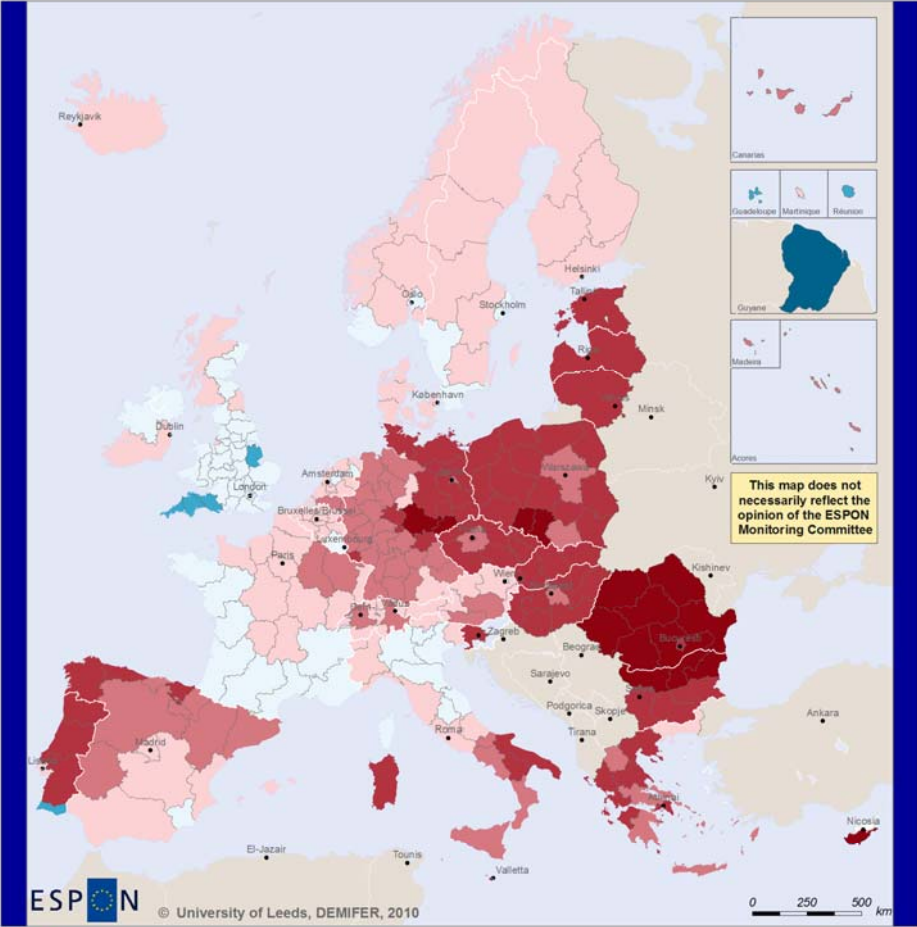 Reykjavik
Canarias
Guadeloupe
Martinique
Réunion
Guyane
Helsinki
Oslo
Stockholm
Madeira
Riga
Acores
København
Minsk
Dublin
Warszawa
Amsterdam
London
Kyiv
This map does not
necessarily reflect the
opinion of the ESPON
Monitoring Committee
Bruxelles/Brussel
Luxembourg
Paris
Kishinev
Wien
Zagreb
Bucuresti
Beograd
Sarajevo
Podgorica
Skopje
Ankara
Roma
Tirana
Madrid
Nicosia
El-Jazair
Tounis
Valletta
ESPON
© University of Leeds, DEMIFER, 2010
0 250 500
km